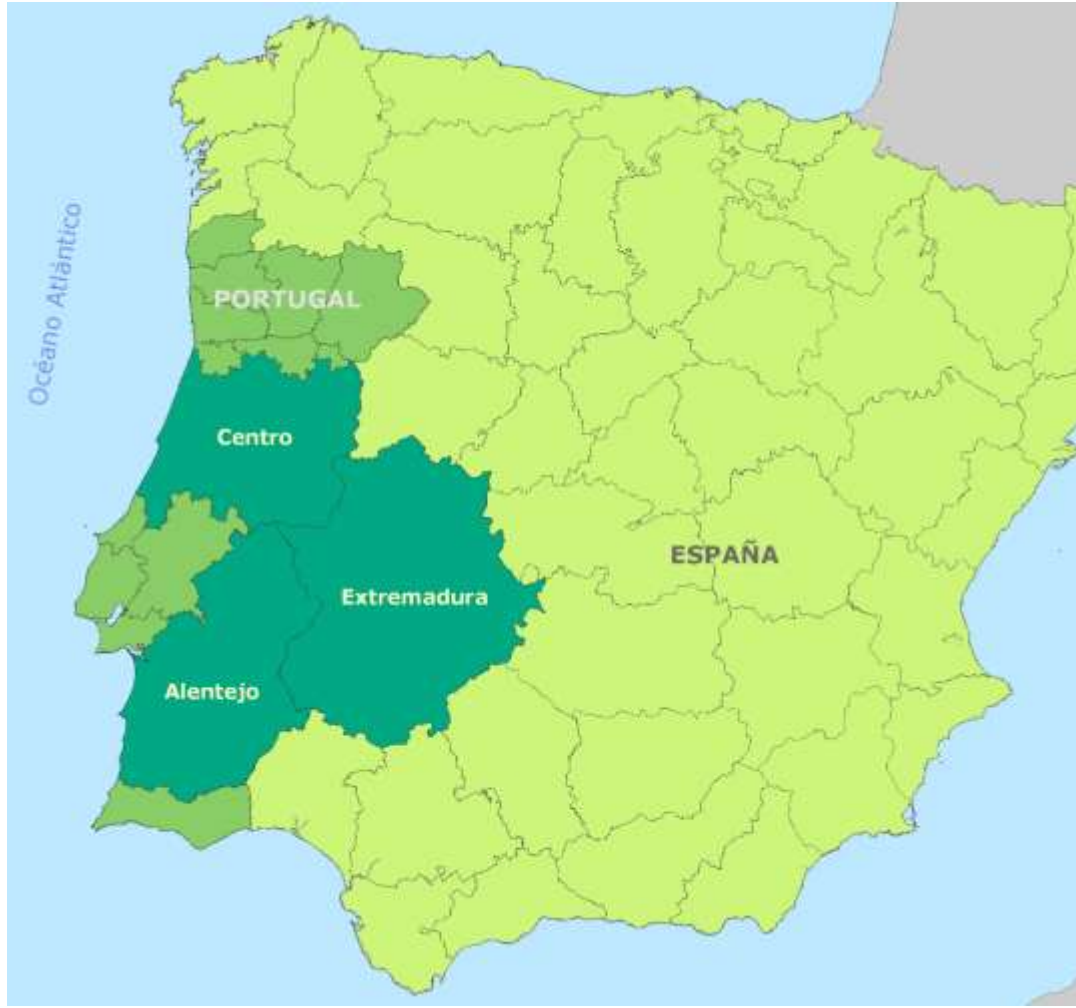 Océano Atlántico
PORTUGAL
Centro
ESPAÑA
Extremadura
Alentejo